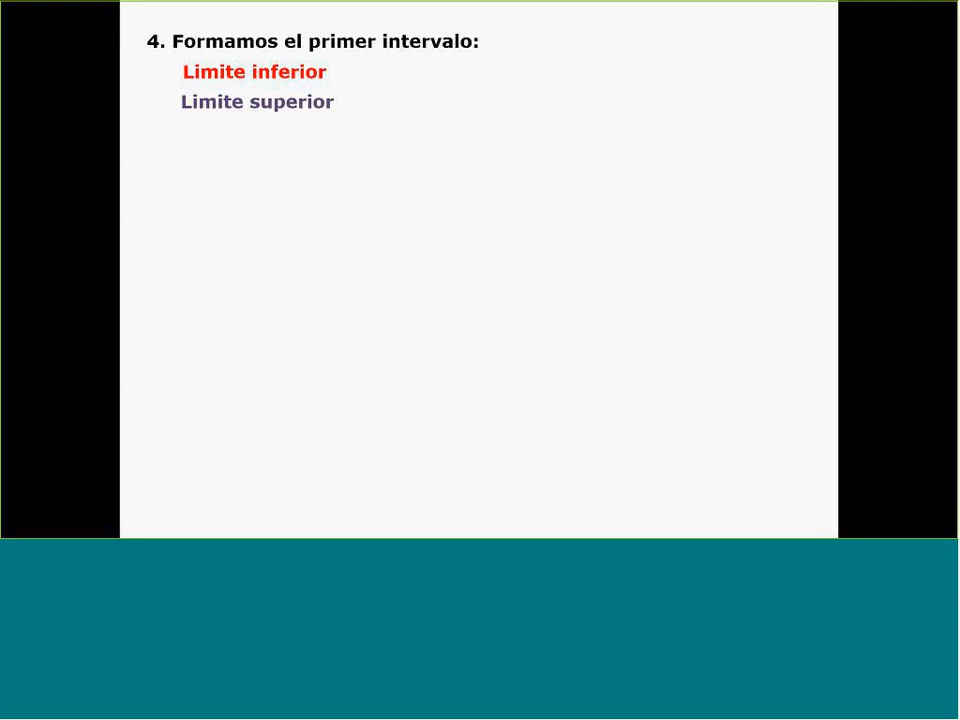 4. Formamos el primer intervalo:
Limite inferior
Limite superior